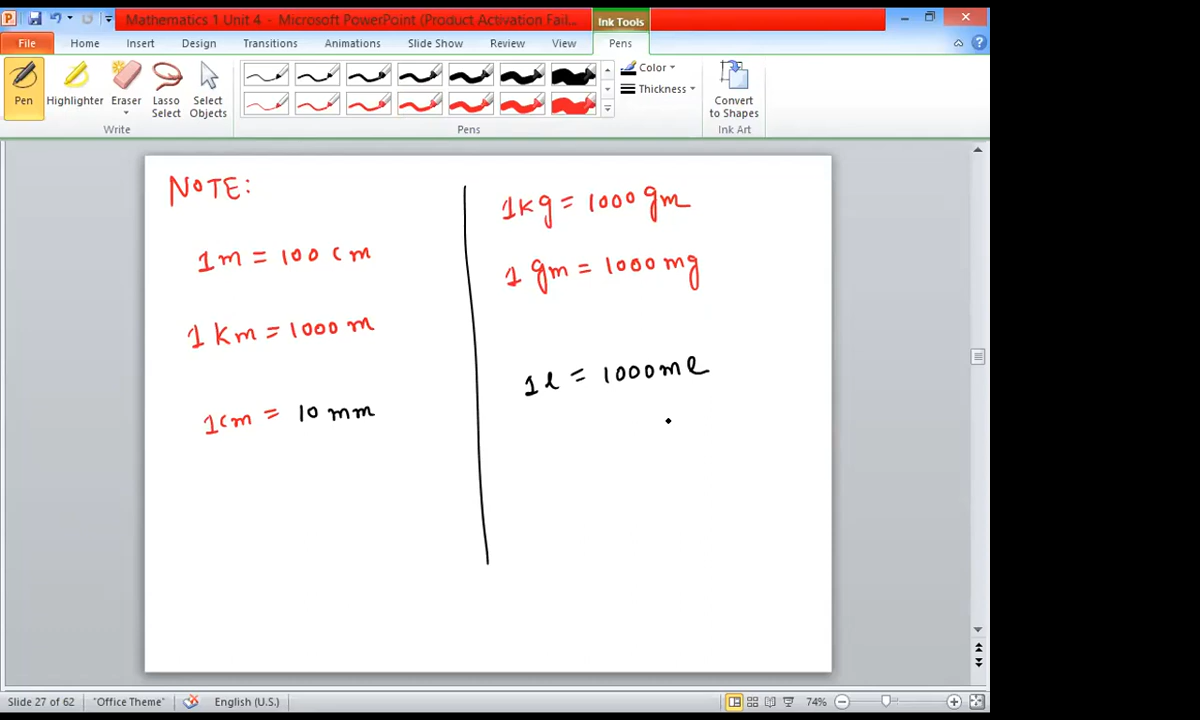 Mathematics 1 Unit 4 - Microsoft PowerPoint (Product Activation Fail...
Ink Tools
File Home Insert Design Transitions Animations Slide Show Review View Pens
Pen Highlighter Eraser Lasso Select Select Objects
Color
Thickness
Convert to Shapes
Write Pens Ink Art
NOTE:
1m = 100 cm
1 km = 1000 m
1cm = 10 mm
1kg = 1000 gm
1 gm = 1000 mg
1 l = 1000 ml
Slide 27 of 62 "Office Theme" English (U.S.) 74%